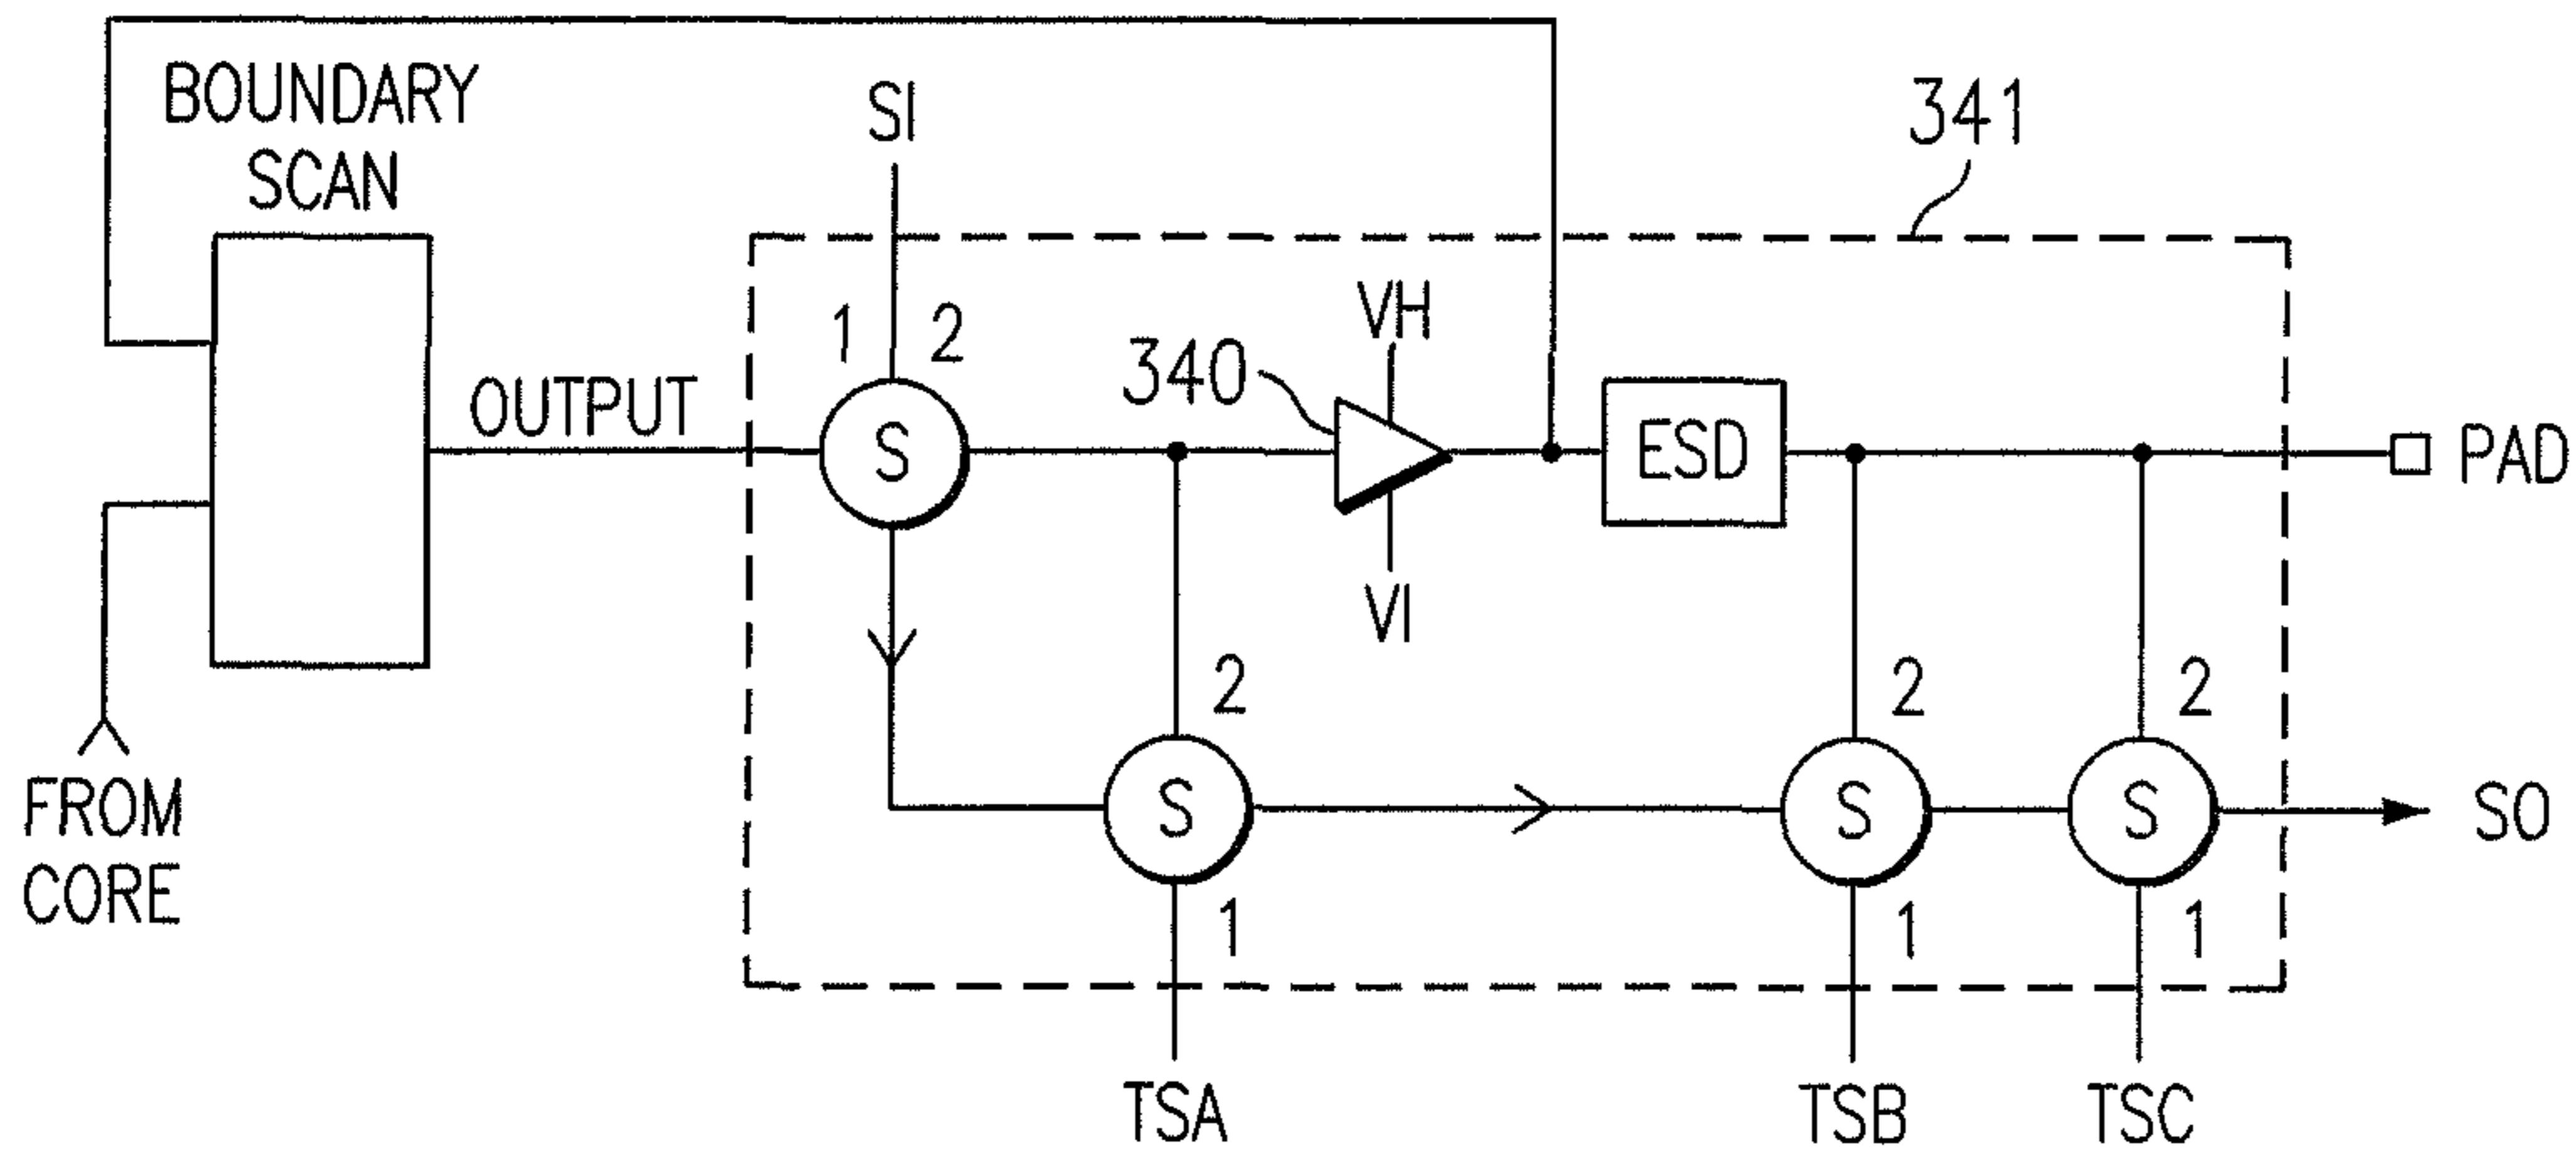 BOUNDARY
SCAN
SI
341
1 2
VH
340
OUTPUT
S
ESD
PAD
VI
2
2
2
S
S
S
SO
FROM
CORE
1
1
1
TSA
TSB
TSC